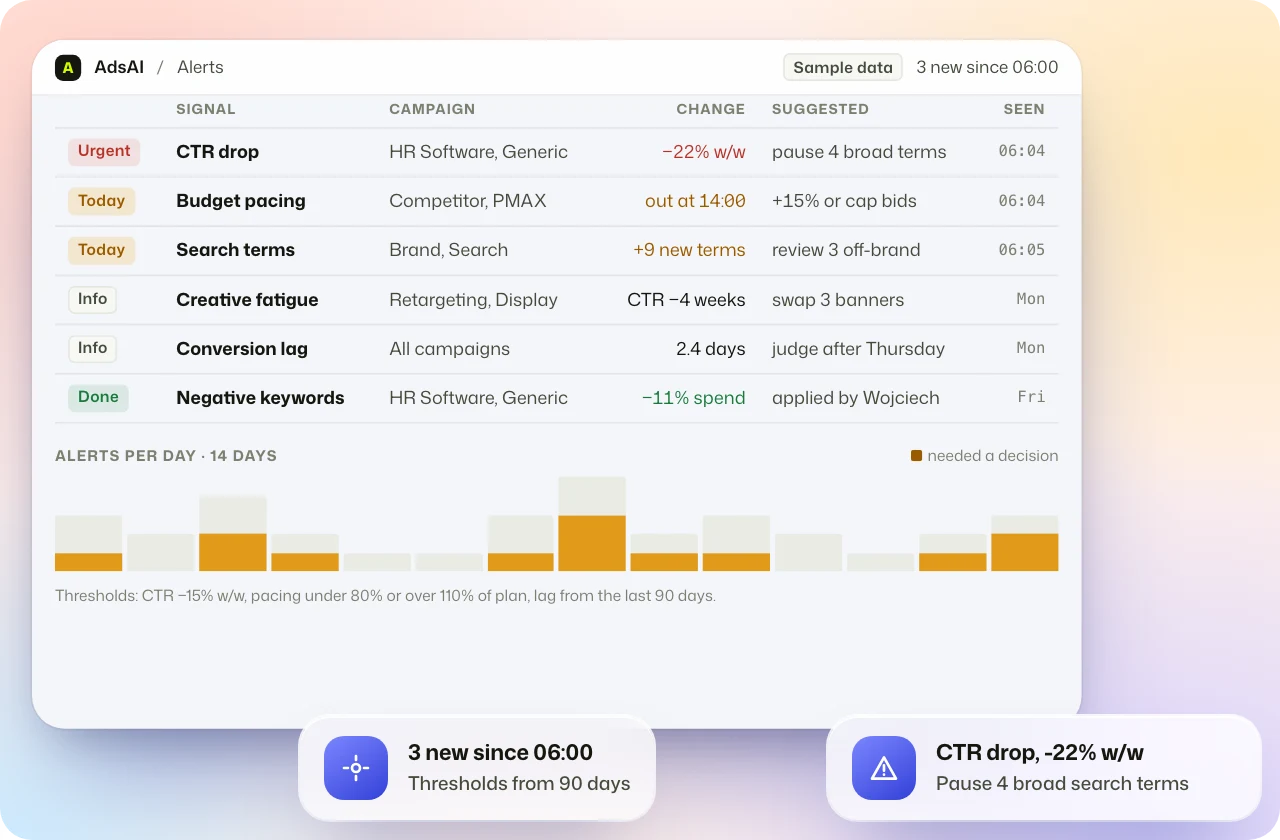 A AdsAI / Alerts Sample data 3 new since 06:00
SIGNAL CAMPAIGN CHANGE SUGGESTED SEEN
Urgent CTR drop HR Software, Generic −22% w/w pause 4 broad terms 06:04
Today Budget pacing Competitor, PMAX out at 14:00 +15% or cap bids 06:04
Today Search terms Brand, Search +9 new terms review 3 off-brand 06:05
Info Creative fatigue Retargeting, Display CTR −4 weeks swap 3 banners Mon
Info Conversion lag All campaigns 2.4 days judge after Thursday Mon
Done Negative keywords HR Software, Generic −11% spend applied by Wojciech Fri
ALERTS PER DAY · 14 DAYS needed a decision
Thresholds: CTR −15% w/w, pacing under 80% or over 110% of plan, lag from the last 90 days.
3 new since 06:00
Thresholds from 90 days
CTR drop, -22% w/w
Pause 4 broad search terms